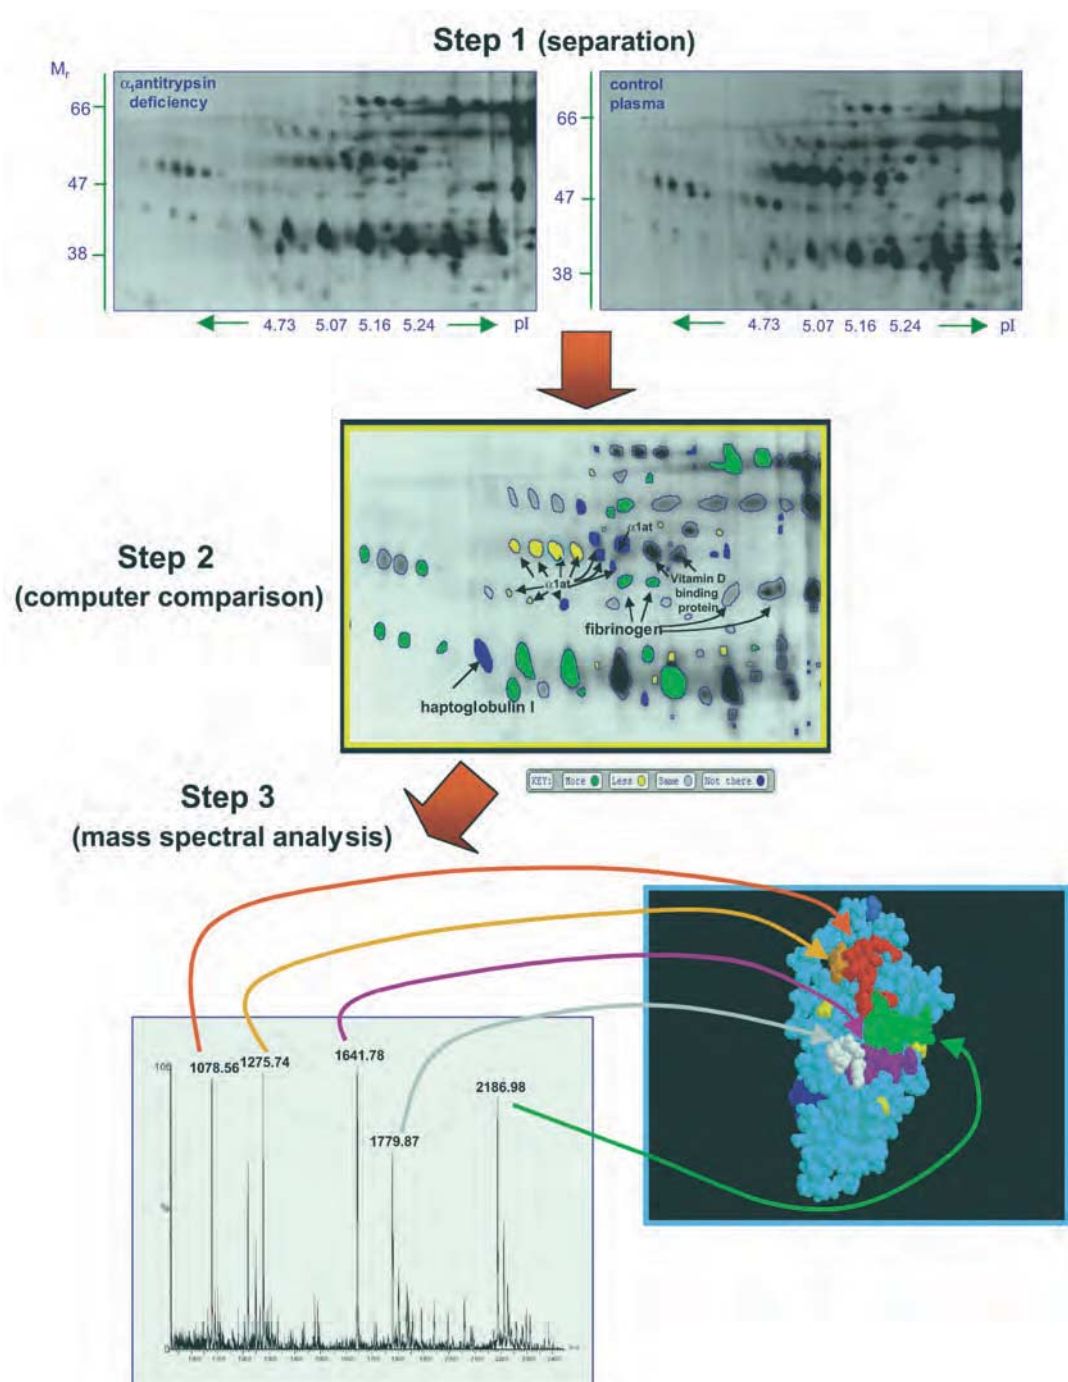 Step 1 (separation)
Mr
α1antitrypsin
deficiency
66
47
38
4.73 5.07 5.16 5.24 pI
control
plasma
66
47
38
4.73 5.07 5.16 5.24 pI
Step 2
(computer comparison)
α1at
α1at
Vitamin D
binding
protein
fibrinogen
haptoglobulin I
KEY: More Less Same Not there
Step 3
(mass spectral analysis)
1078.56
1275.74
1641.78
1779.87
2186.98
100
0